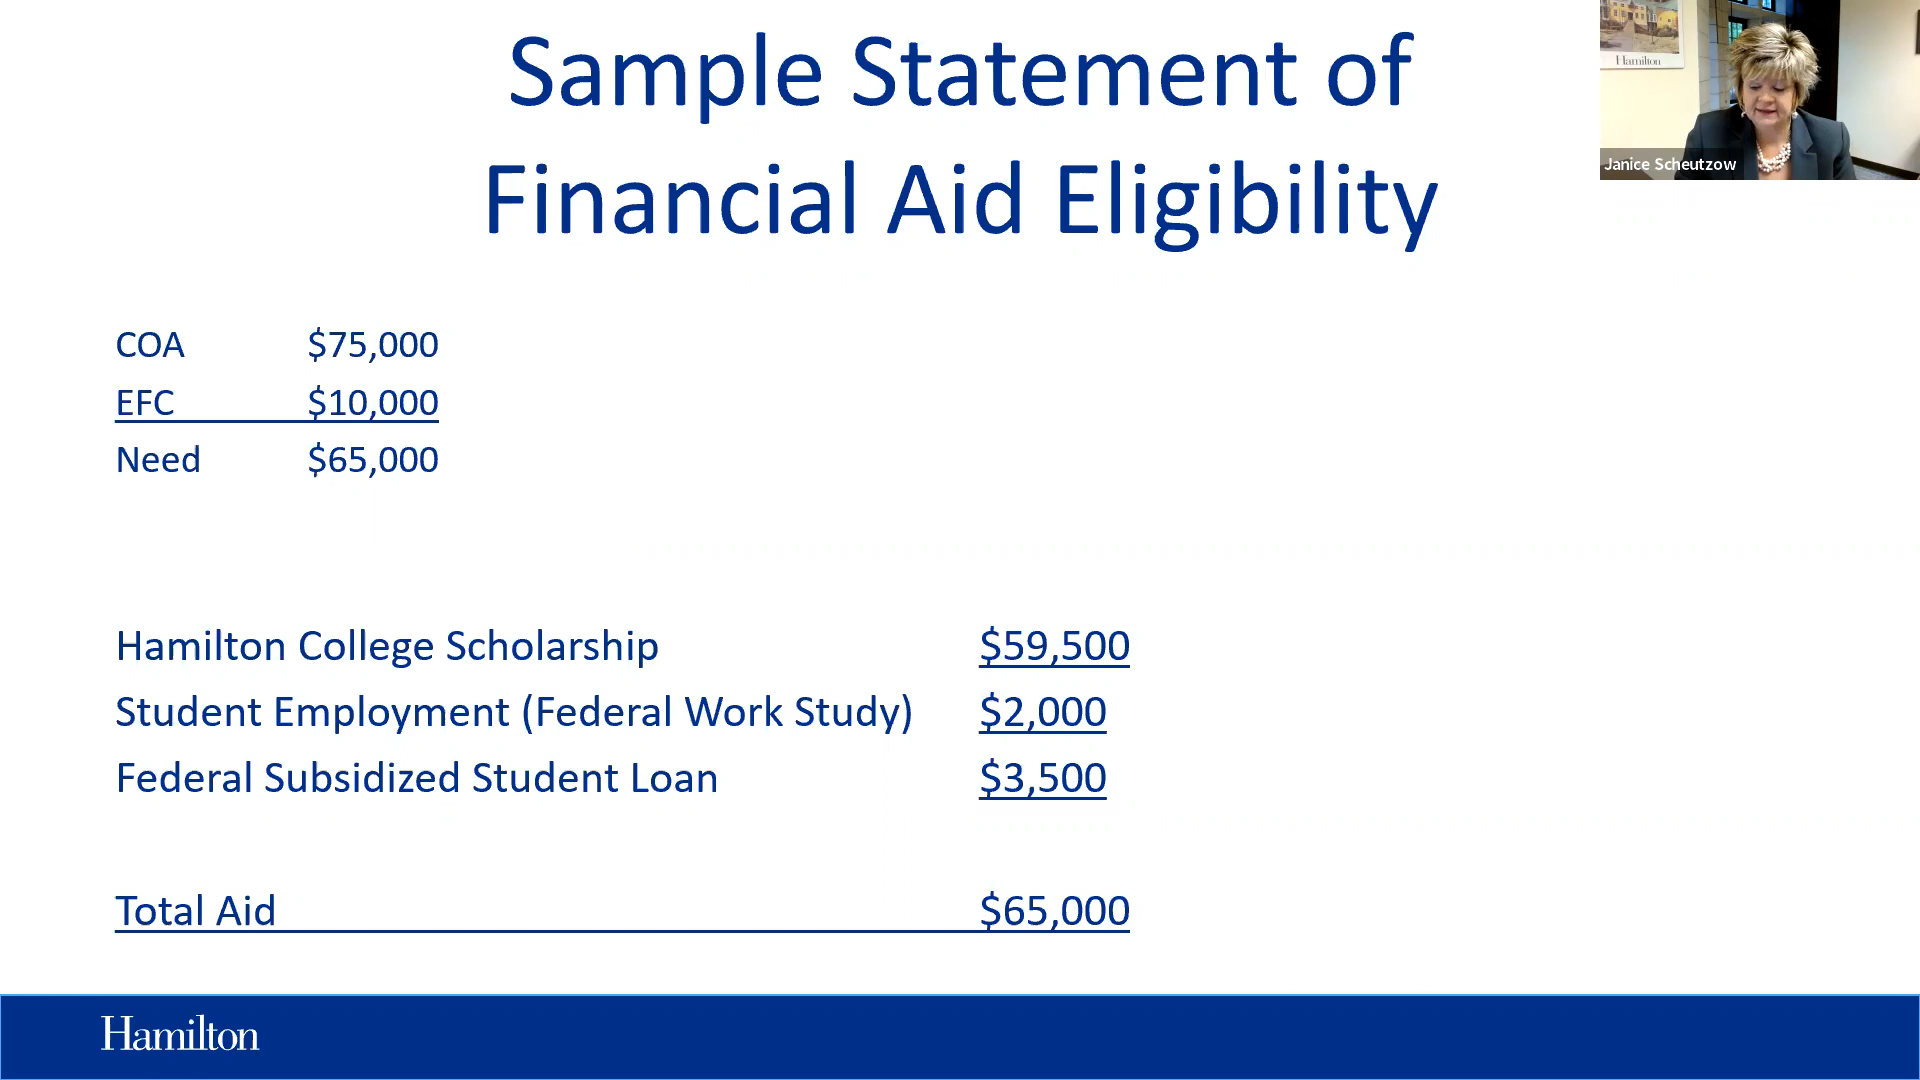 Sample Statement of
Financial Aid Eligibility
Hamilton
Janice Scheutzow
COA $75,000
EFC $10,000
Need $65,000
Hamilton College Scholarship $59,500
Student Employment (Federal Work Study) $2,000
Federal Subsidized Student Loan $3,500
Total Aid $65,000
Hamilton